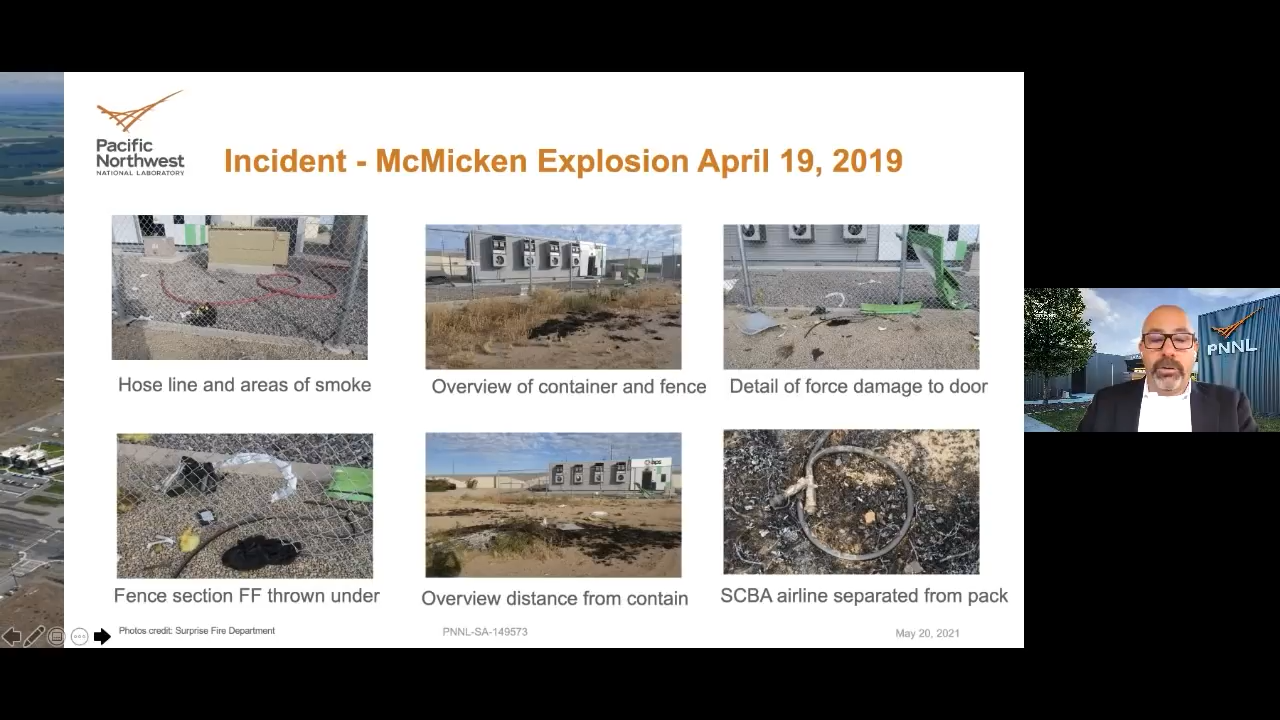 Pacific
Northwest
NATIONAL LABORATORY
Incident - McMicken Explosion April 19, 2019
Hose line and areas of smoke
Overview of container and fence
Detail of force damage to door
Fence section FF thrown under
Overview distance from contain
SCBA airline separated from pack
Photos credit: Surprise Fire Department
PNNL-SA-149573
May 20, 2021
PNNL